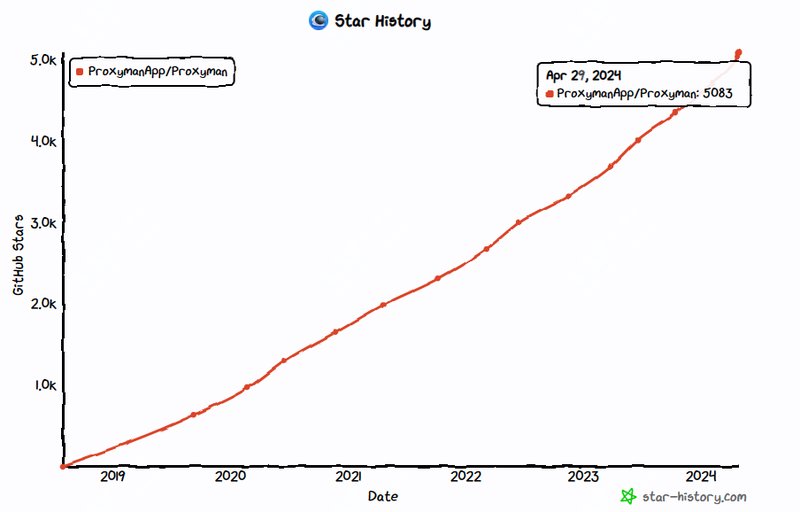 Star History
5.0k
ProxymanApp/Proxyman
Apr 29, 2024
ProxymanApp/Proxyman: 5083
4.0k
3.0k
GitHub Stars
2.0k
1.0k
2019 2020 2021 2022 2023 2024
Date
star-history.com